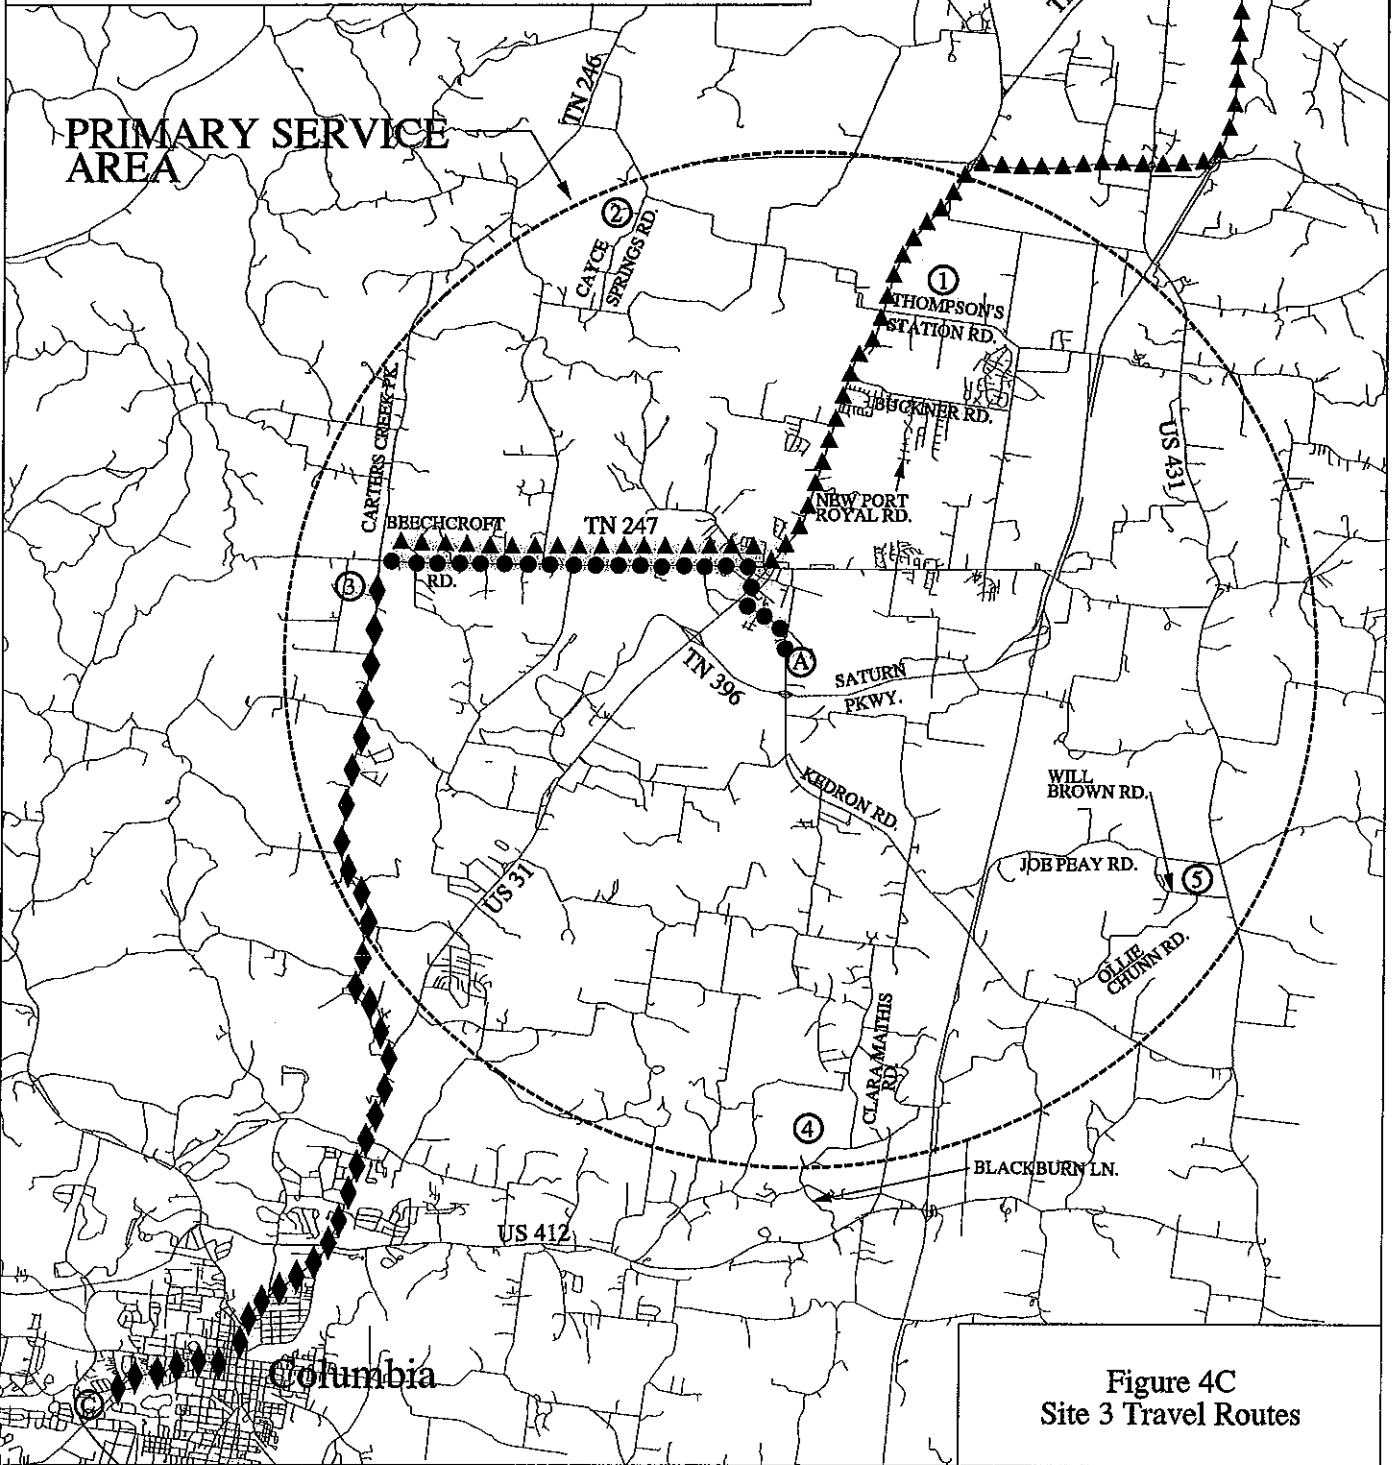 TN 246
PRIMARY SERVICE
AREA
2
CAYCE
SPRINGS RD.
1
THOMPSON'S
STATION RD.
BUCKNER RD.
CARTERS CREEK PK.
US 431
NEW PORT
ROYAL RD.
BEECHCROFT
TN 247
RD.
3
A
TN 396
SATURN
PKWY.
KEDRON RD.
WILL
BROWN RD.
JOE PEAY RD.
5
US 31
OLLIE
CHUNN RD.
CLARA MATHIS
RD.
4
BLACKBURN LN.
US 412
Columbia
C
Figure 4C
Site 3 Travel Routes